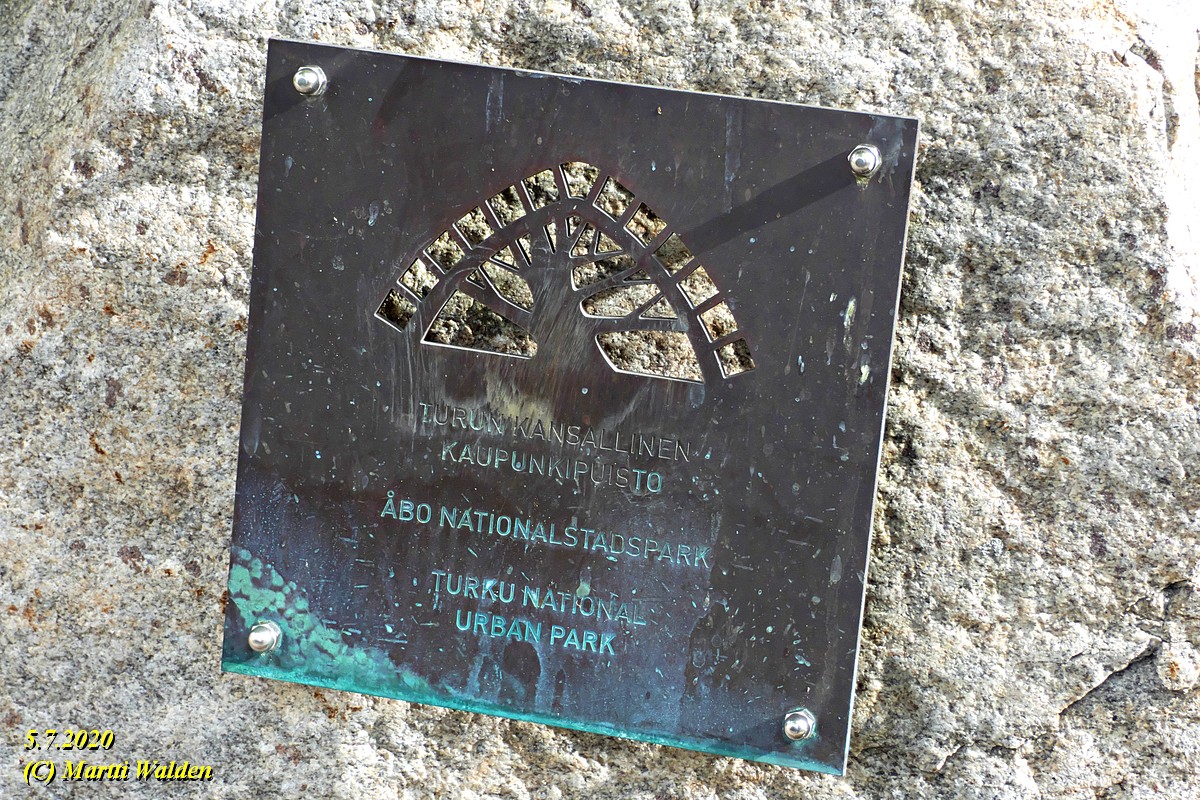 TURUN KANSALLINEN
KAUPUNKIPUISTO
ÅBO NATIONALSTADSPARK
TURKU NATIONAL
URBAN PARK
5.7.2020
(C) Martti Walden